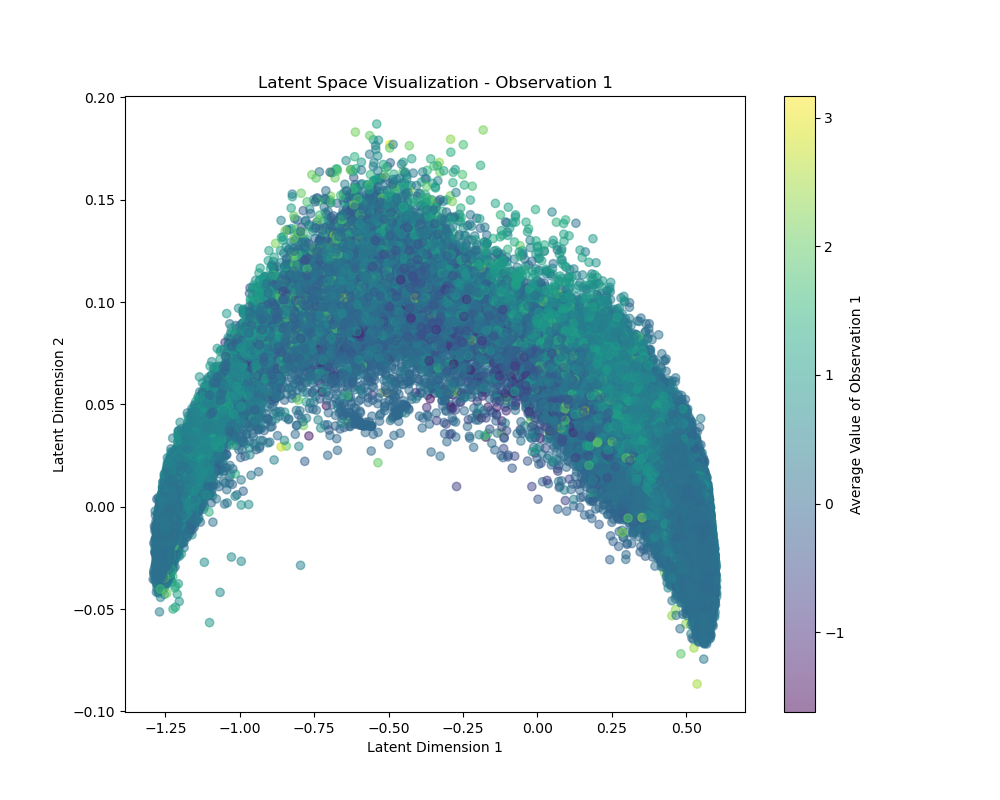 Latent Space Visualization - Observation 1
0.20
0.15
0.10
0.05
0.00
−0.05
−0.10
Latent Dimension 2
−1.25 −1.00 −0.75 −0.50 −0.25 0.00 0.25 0.50
Latent Dimension 1
3
2
1
0
−1
Average Value of Observation 1